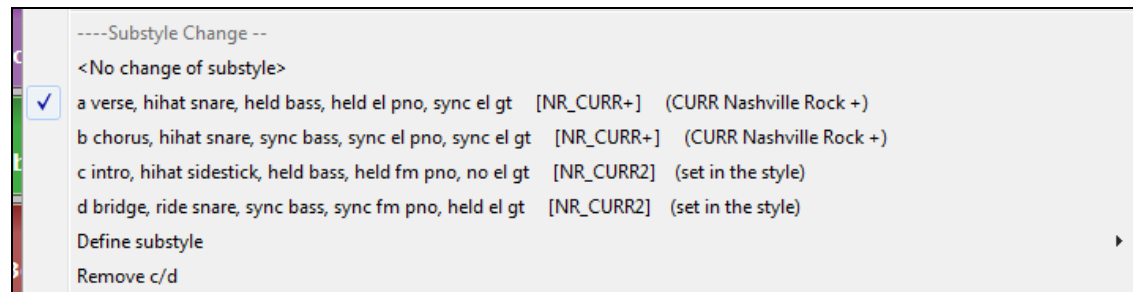 ----Substyle Change --
<No change of substyle>
a verse, hihat snare, held bass, held el pno, sync el gt [NR_CURR+] (CURR Nashville Rock +)
b chorus, hihat snare, sync bass, sync el pno, sync el gt [NR_CURR+] (CURR Nashville Rock +)
c intro, hihat sidestick, held bass, held fm pno, no el gt [NR_CURR2] (set in the style)
d bridge, ride snare, sync bass, sync fm pno, held el gt [NR_CURR2] (set in the style)
Define substyle
Remove c/d